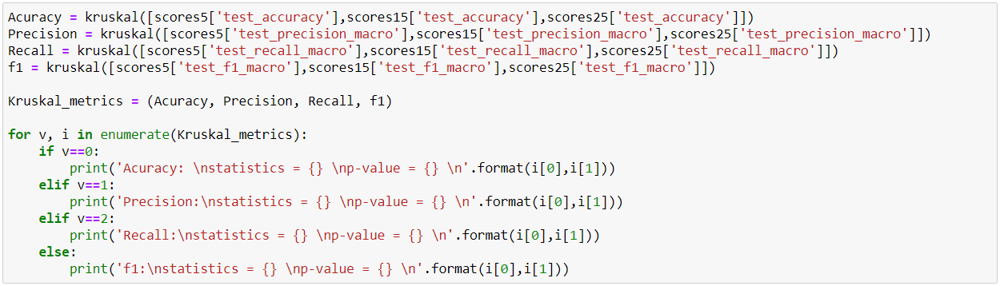 Acuracy = kruskal([scores5['test_accuracy'],scores15['test_accuracy'],scores25['test_accuracy']])
Precision = kruskal([scores5['test_precision_macro'],scores15['test_precision_macro'],scores25['test_precision_macro']])
Recall = kruskal([scores5['test_recall_macro'],scores15['test_recall_macro'],scores25['test_recall_macro']])
f1 = kruskal([scores5['test_f1_macro'],scores15['test_f1_macro'],scores25['test_f1_macro']])

Kruskal_metrics = (Acuracy, Precision, Recall, f1)

for v, i in enumerate(Kruskal_metrics):
    if v==0:
        print('Acuracy: \nstatistics = {} \np-value = {} \n'.format(i[0],i[1]))
    elif v==1:
        print('Precision:\nstatistics = {} \np-value = {} \n'.format(i[0],i[1]))
    elif v==2:
        print('Recall:\nstatistics = {} \np-value = {} \n'.format(i[0],i[1]))
    else:
        print('f1:\nstatistics = {} \np-value = {} \n'.format(i[0],i[1]))